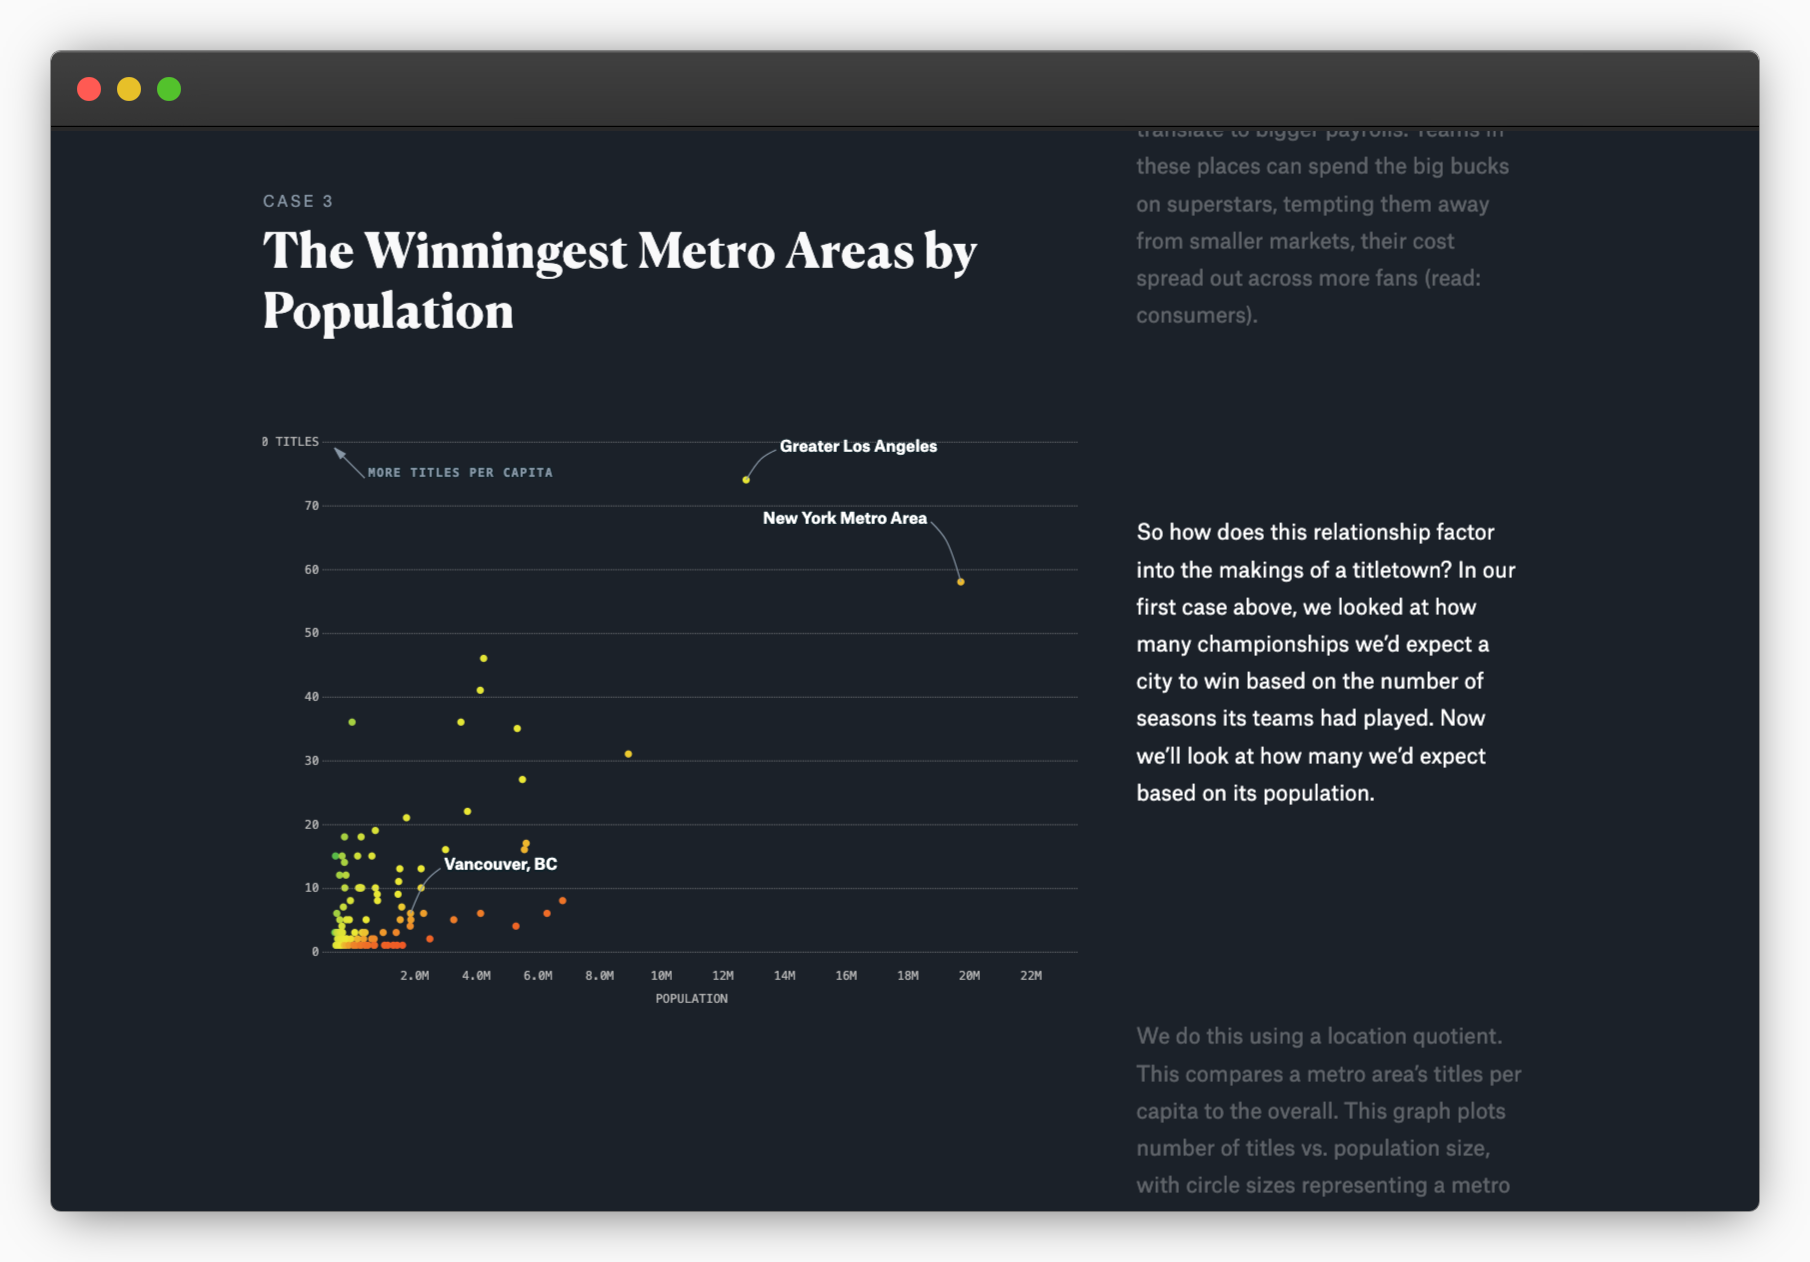 CASE 3
The Winningest Metro Areas by
Population
0 TITLES
MORE TITLES PER CAPITA
Greater Los Angeles
70
New York Metro Area
60
50
40
30
20
Vancouver, BC
10
0
2.0M 4.0M 6.0M 8.0M 10M 12M 14M 16M 18M 20M 22M
POPULATION
translate to bigger payrolls. Teams in
these places can spend the big bucks
on superstars, tempting them away
from smaller markets, their cost
spread out across more fans (read:
consumers).
So how does this relationship factor
into the makings of a titletown? In our
first case above, we looked at how
many championships we’d expect a
city to win based on the number of
seasons its teams had played. Now
we’ll look at how many we’d expect
based on its population.
We do this using a location quotient.
This compares a metro area’s titles per
capita to the overall. This graph plots
number of titles vs. population size,
with circle sizes representing a metro